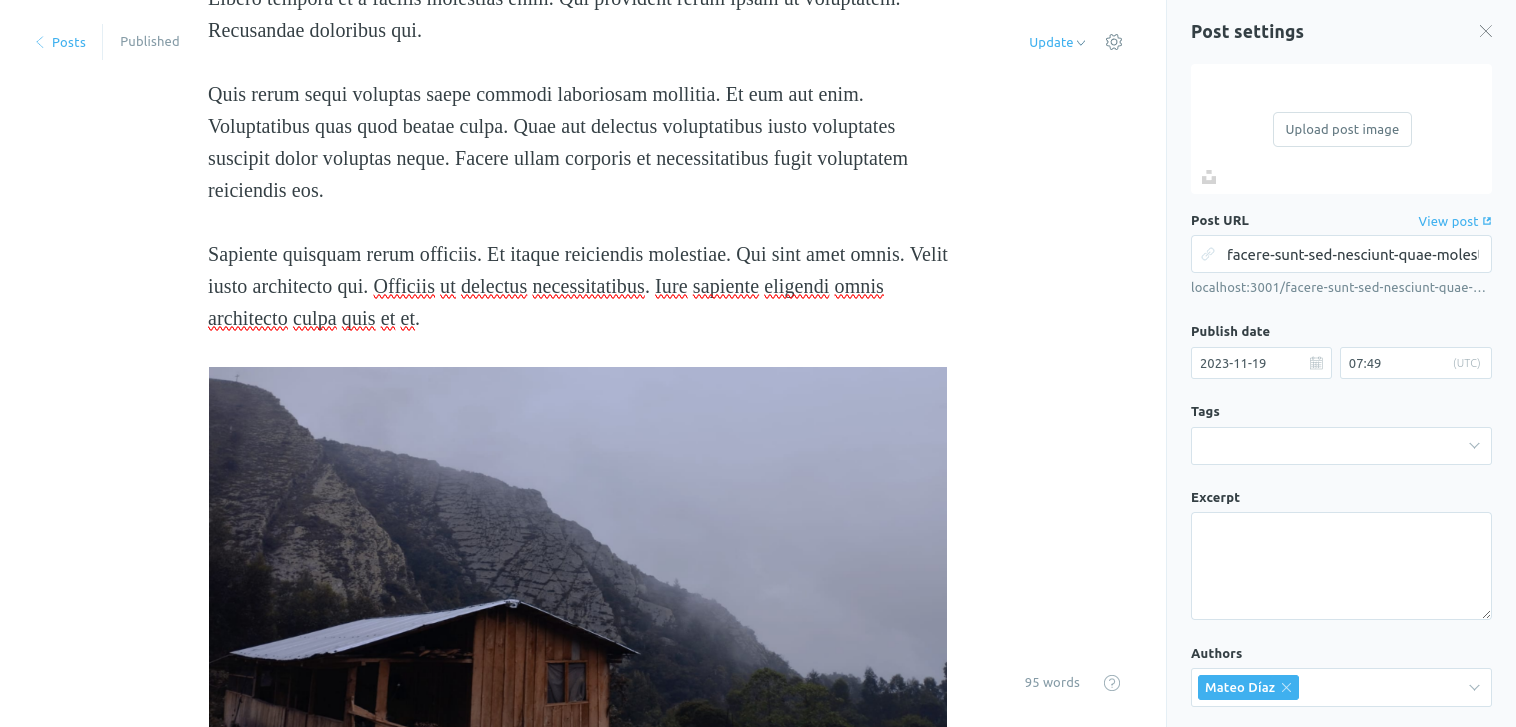 Libero tempora et a facilis molestias enim. Qui provident rerum ipsam ut voluptatem.
Recusandae doloribus qui.
Posts
Published
Update
Quis rerum sequi voluptas saepe commodi laboriosam mollitia. Et eum aut enim.
Voluptatibus quas quod beatae culpa. Quae aut delectus voluptatibus iusto voluptates
suscipit dolor voluptas neque. Facere ullam corporis et necessitatibus fugit voluptatem
reiciendis eos.
Sapiente quisquam rerum officiis. Et itaque reiciendis molestiae. Qui sint amet omnis. Velit
iusto architecto qui. Officiis ut delectus necessitatibus. Iure sapiente eligendi omnis
architecto culpa quis et et.
95 words
?
Post settings
Upload post image
Post URL
View post
facere-sunt-sed-nesciunt-quae-moles
localhost:3001/facere-sunt-sed-nesciunt-quae-...
Publish date
2023-11-19
07:49
(UTC)
Tags
Excerpt
Authors
Mateo Díaz